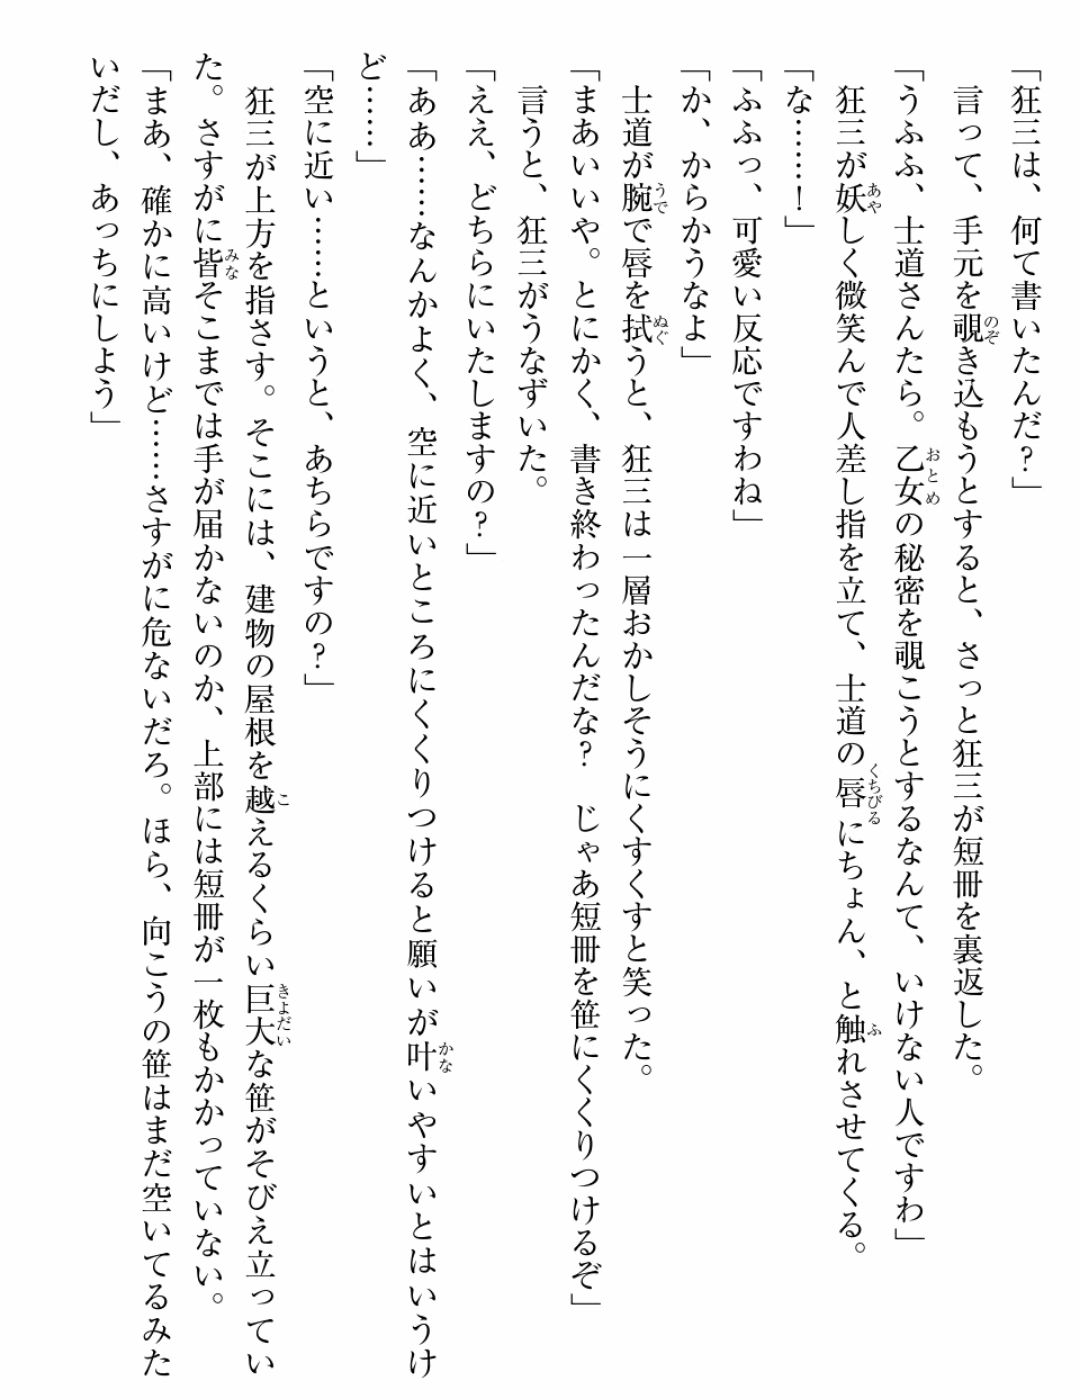 「狂三は、何て書いたんだ？」
言って、手元を覗き込もうとすると、さっと狂三が短冊を裏返した。
「うふふ、士道さんたら。乙女の秘密を覗こうとするなんて、いけない人ですわ」
狂三が妖しく微笑んで人差し指を立て、士道の唇にちょん、と触れさせてくる。
「な……！」
「ふふっ、可愛い反応ですわね」
「か、からかうなよ」
士道が腕で唇を拭うと、狂三は一層おかしそうにくすくすと笑った。
「まあいいや。とにかく、書き終わったんだな？　じゃあ短冊を笹にくくりつけるぞ」
言うと、狂三がうなずいた。
「ええ、どちらにいたしますの？」
「ああ……なんかよく、空に近いところにくくりつけると願いが叶いやすいとはいうけ
ど……」
「空に近い……というと、あちらですの？」
狂三が上方を指さす。そこには、建物の屋根を越えるくらい巨大な笹がそびえ立ってい
た。さすがに皆そこまでは手が届かないのか、上部には短冊が一枚もかかっていない。
「まあ、確かに高いけど……さすがに危ないだろ。ほら、向こうの笹はまだ空いてるみた
いだし、あっちにしよう」